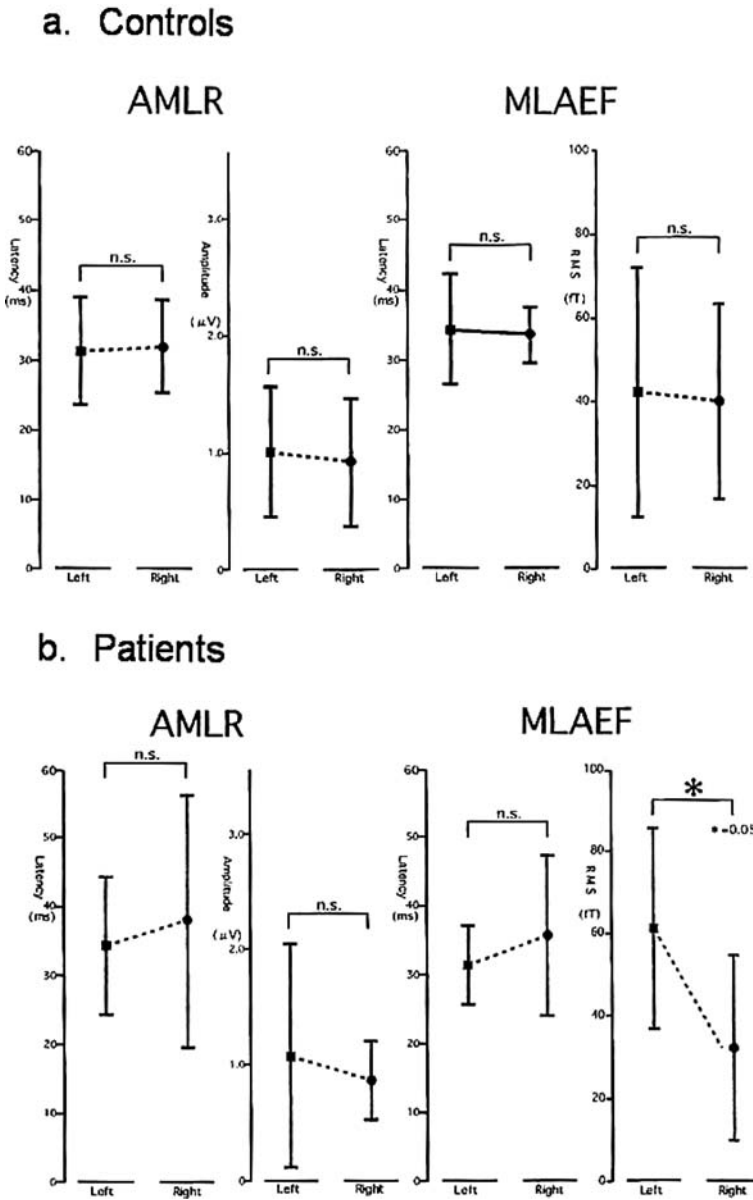 a. Controls
AMLR
MLAEF
60
50
40
30
20
10
0
Latency
(ms)
n.s.
Left
Right
3.0
2.0
1.0
0
Amplitude
(μV)
n.s.
Left
Right
60
50
40
30
20
10
0
Latency
(ms)
n.s.
Left
Right
100
80
60
40
20
0
RMS
(fT)
n.s.
Left
Right
b. Patients
AMLR
MLAEF
60
50
40
30
20
10
0
Latency
(ms)
n.s.
Left
Right
3.0
2.0
1.0
0
Amplitude
(μV)
n.s.
Left
Right
60
50
40
30
20
10
0
Latency
(ms)
n.s.
Left
Right
100
80
60
40
20
0
RMS
(fT)
*
*=0.05
Left
Right